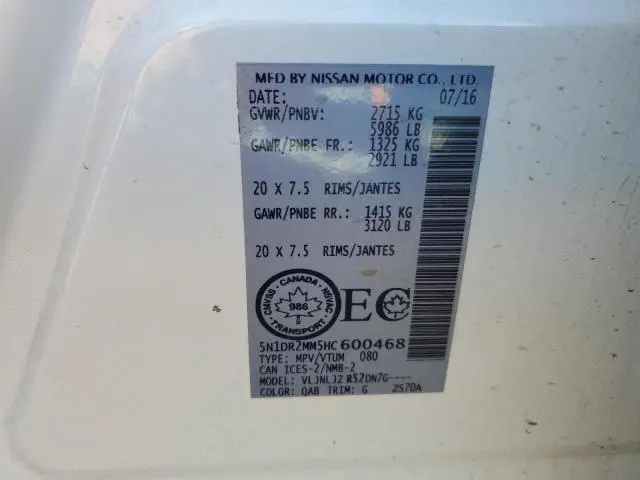 MFD BY NISSAN MOTOR CO., LTD.
DATE: 07/16
GVWR/PNBV: 2715 KG
5986 LB
GAWR/PNBE FR.: 1325 KG
2921 LB
20 X 7.5 RIMS/JANTES
GAWR/PNBE RR.: 1415 KG
3120 LB
20 X 7.5 RIMS/JANTES
CMVSS · CANADA · NSVAC
986
TRANSPORT
EC
5N1DR2MM5HC600468
TYPE: MPV/VTUM 080
CAN ICES-2/NMB-2
MODEL: VLJNLJZ R52DN7G----
COLOR: QAB TRIM: G 2S70A